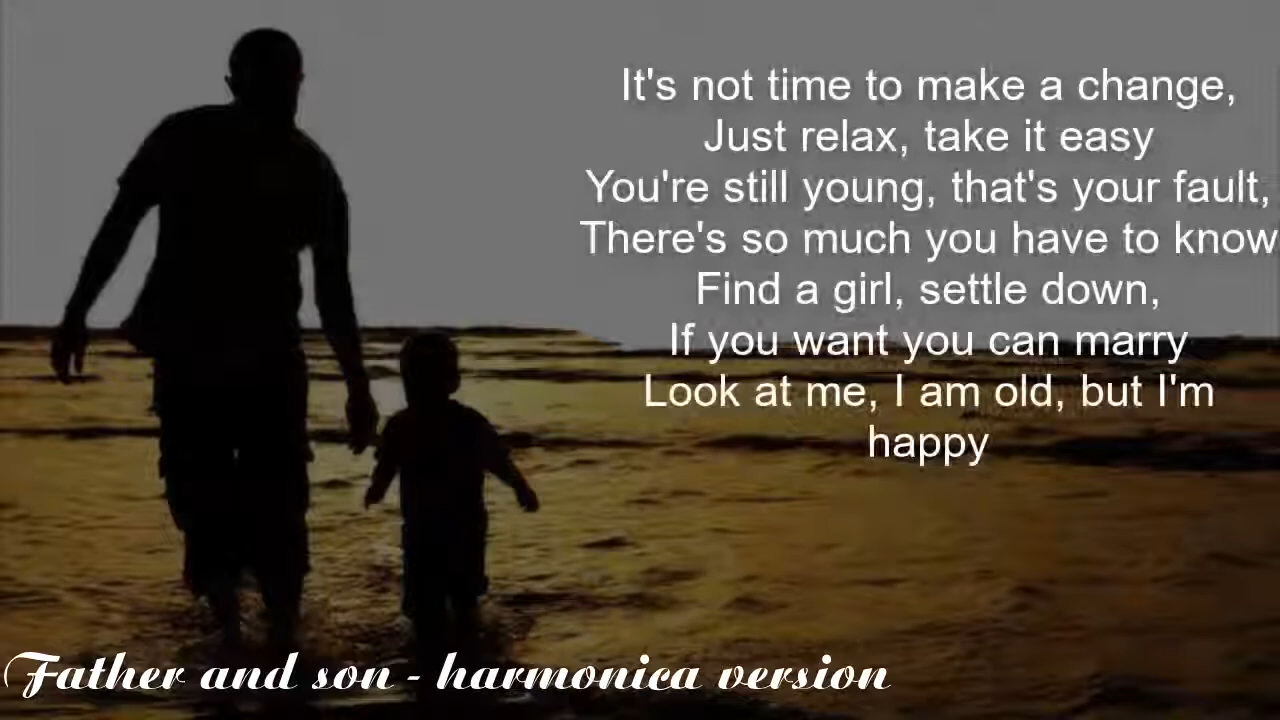 It's not time to make a change,
Just relax, take it easy
You're still young, that's your fault,
There's so much you have to know
Find a girl, settle down,
If you want you can marry
Look at me, I am old, but I'm
happy
Father and son - harmonica version